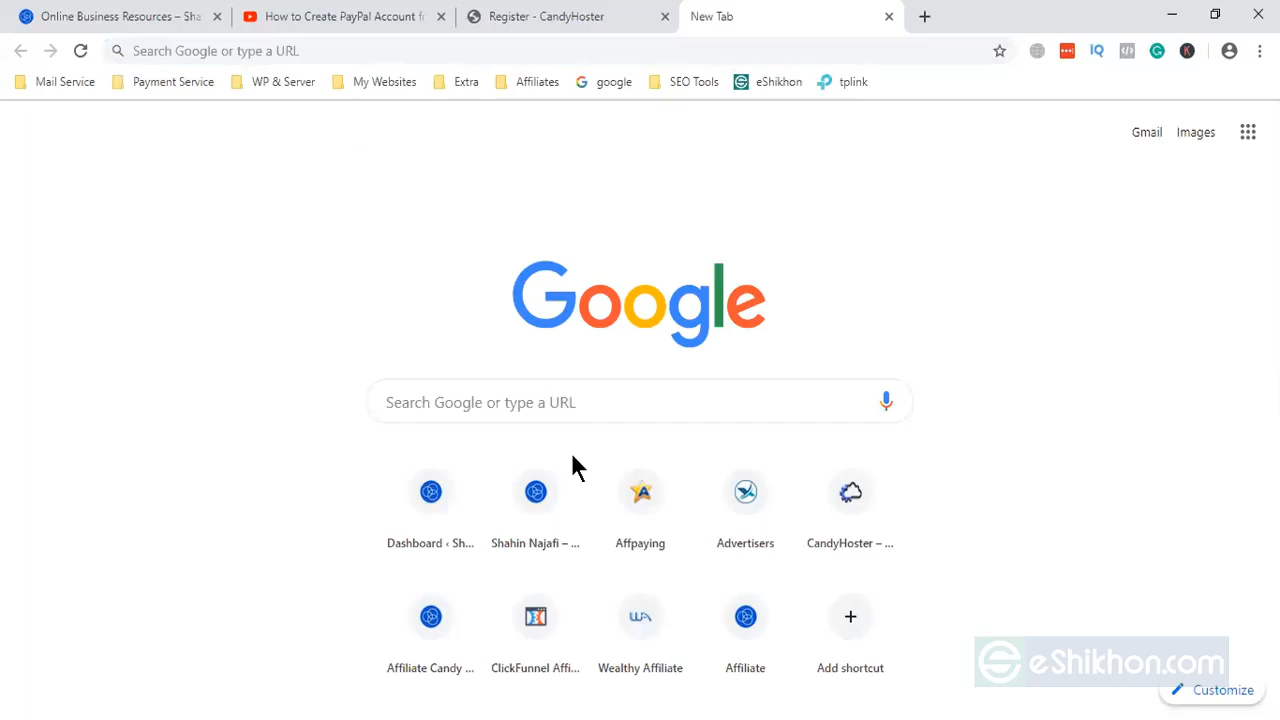 Online Business Resources – Sha
How to Create PayPal Account fr
Register - CandyHoster
New Tab
Search Google or type a URL
IQ
K
Mail Service
Payment Service
WP & Server
My Websites
Extra
Affiliates
google
SEO Tools
eShikhon
tplink
Gmail
Images
Google
Search Google or type a URL
Dashboard ‹ Sh...
Shahin Najafi – ...
Affpaying
Advertisers
CandyHoster – ...
Affiliate Candy ...
ClickFunnel Affi...
Wealthy Affiliate
Affiliate
Add shortcut
eShikhon.com
Customize